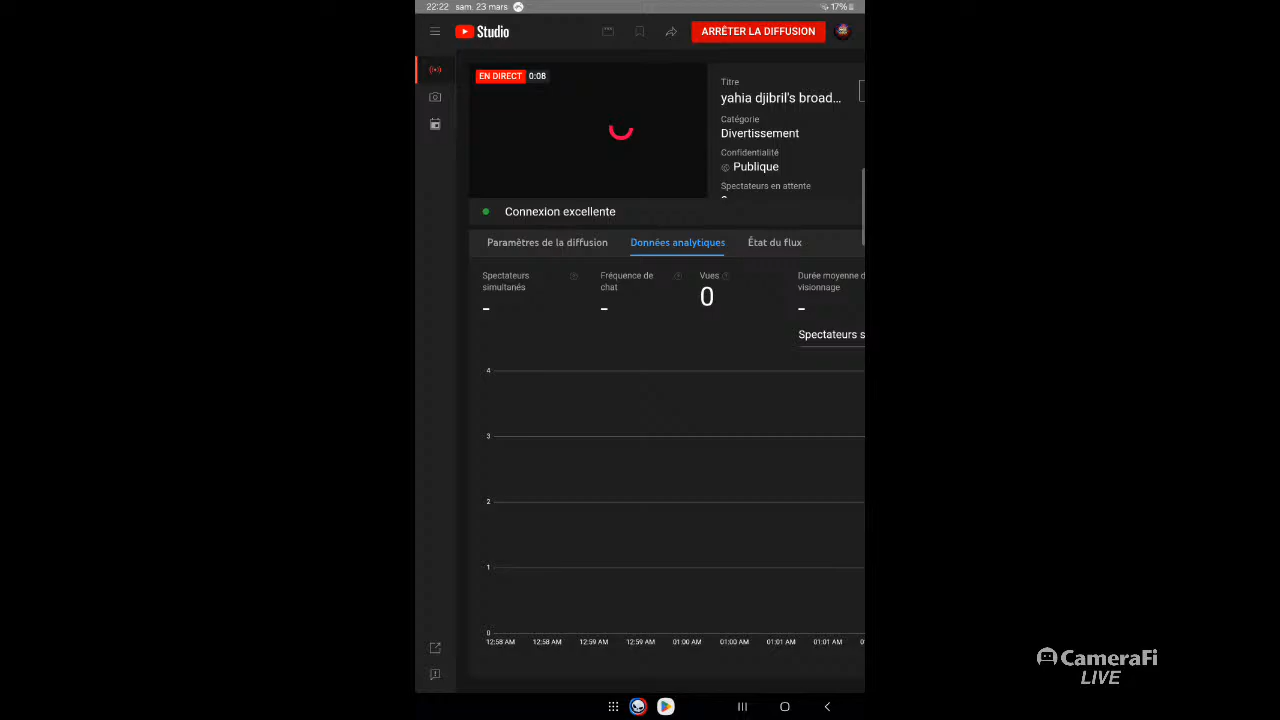 22:22 sam. 23 mars
17%
Studio
ARRÊTER LA DIFFUSION
EN DIRECT 0:08
Titre
yahia djibril's broad...
Catégorie
Divertissement
Confidentialité
Publique
Spectateurs en attente
Connexion excellente
Paramètres de la diffusion
Données analytiques
État du flux
Spectateurs
simultanés
-
Fréquence de
chat
-
Vues
0
Durée moyenne d
visionnage
-
Spectateurs s
4
3
2
1
0
12:58 AM 12:58 AM 12:59 AM 12:59 AM 01:00 AM 01:00 AM 01:01 AM 01:01 AM
CameraFi
LIVE